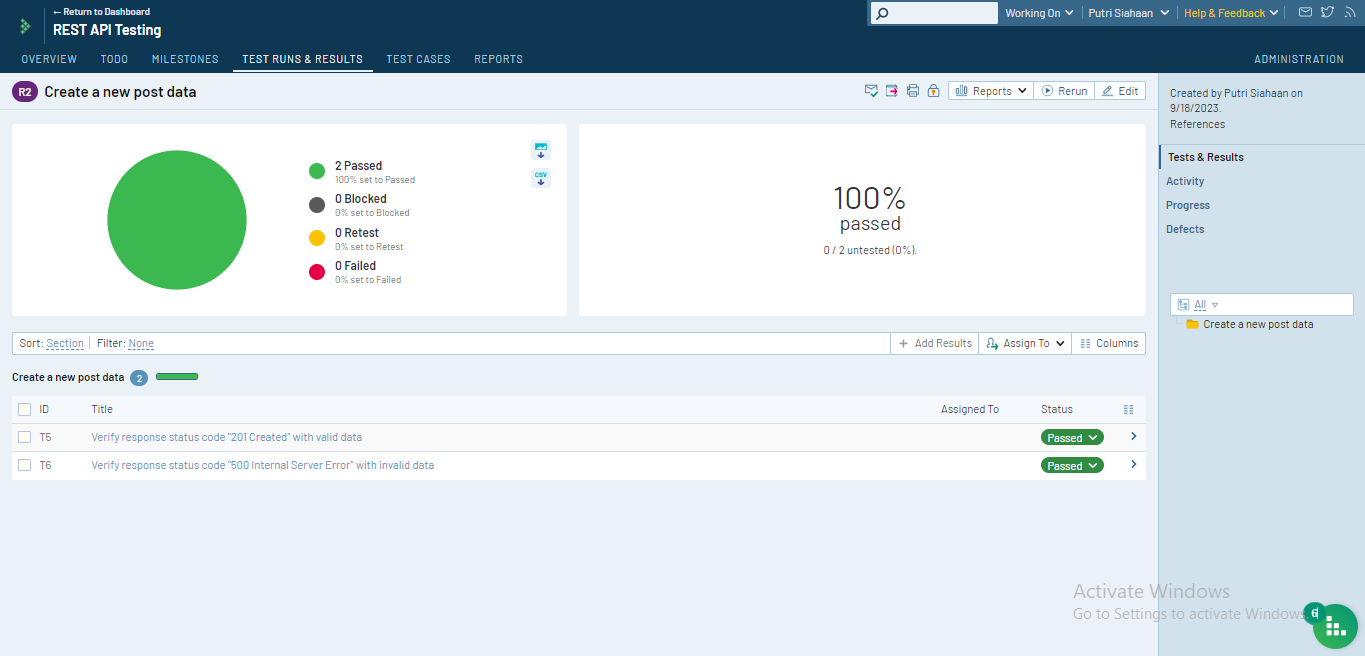 ← Return to Dashboard
REST API Testing
Working On
Putri Siahaan
Help & Feedback
OVERVIEW
TODO
MILESTONES
TEST RUNS & RESULTS
TEST CASES
REPORTS
ADMINISTRATION
R2
Create a new post data
Reports
Rerun
Edit
2 Passed
100% set to Passed
0 Blocked
0% set to Blocked
0 Retest
0% set to Retest
0 Failed
0% set to Failed
CSV
100%
passed
0 / 2 untested (0%).
Sort: Section
Filter: None
Add Results
Assign To
Columns
Create a new post data 2
ID Title Assigned To Status
T5 Verify response status code "201 Created" with valid data Passed
T6 Verify response status code "500 Internal Server Error" with invalid data Passed
Created by Putri Siahaan on
9/18/2023.
References
Tests & Results
Activity
Progress
Defects
All
Create a new post data
Activate Windows
Go to Settings to activate Windows
6